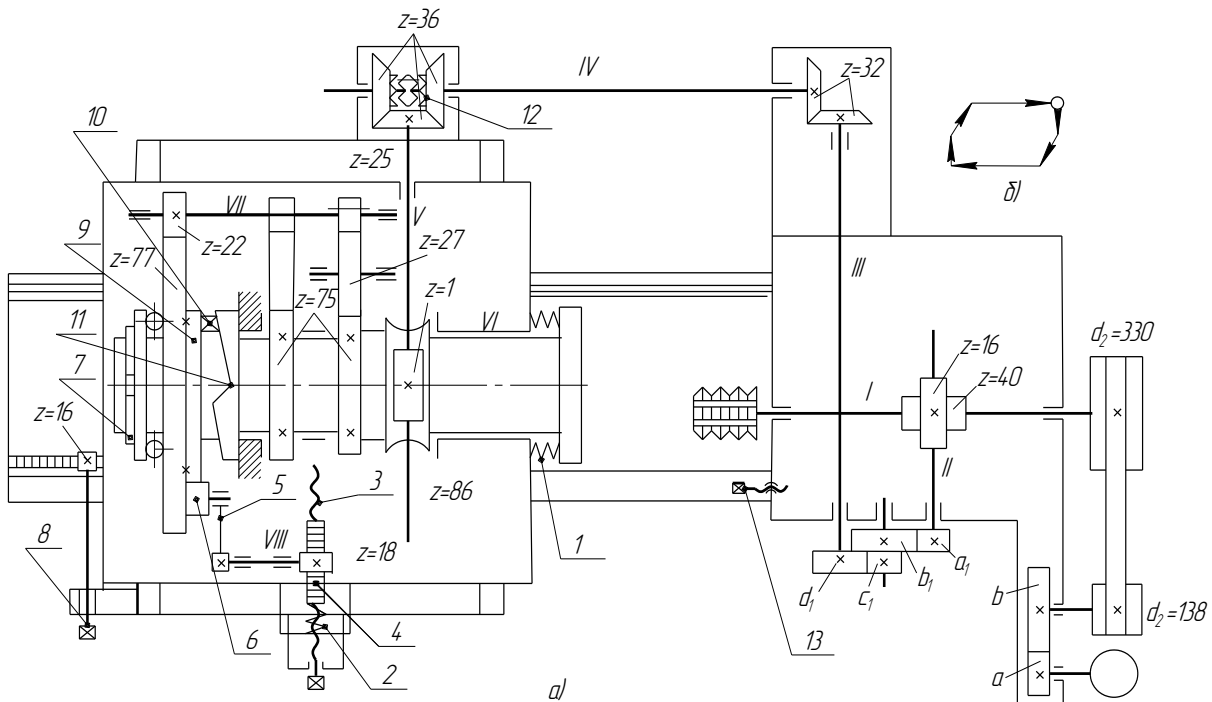 z=36
IV
z=32
10
12
б)
z=25
VII
V
9
z=22
z=27
z=77
III
z=1
11
z=75
VI
d₂=330
7
z=16
I
z=40
z=16
II
5
3
z=86
8
VIII
z=18
1
a₁
b₁
c₁
d₁
b
d₂=138
6
4
2
13
a
а)